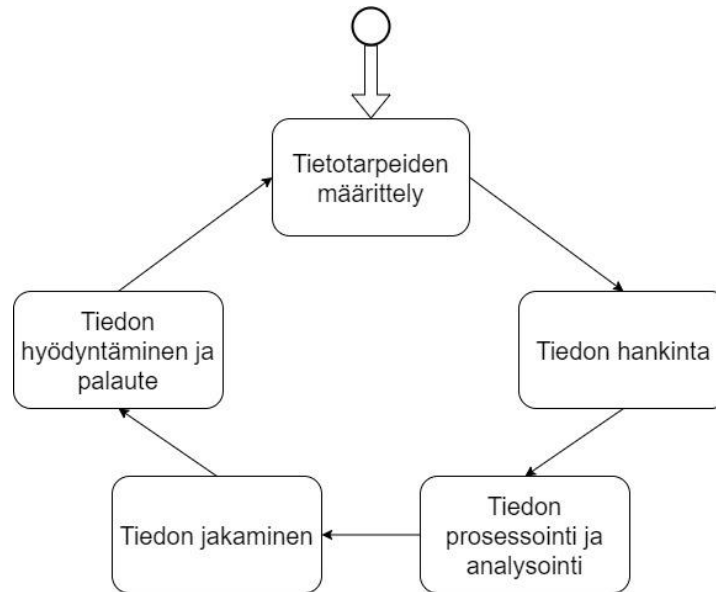 Tietotarpeiden
määrittely
Tiedon hankinta
Tiedon
prosessointi ja
analysointi
Tiedon jakaminen
Tiedon
hyödyntäminen ja
palaute